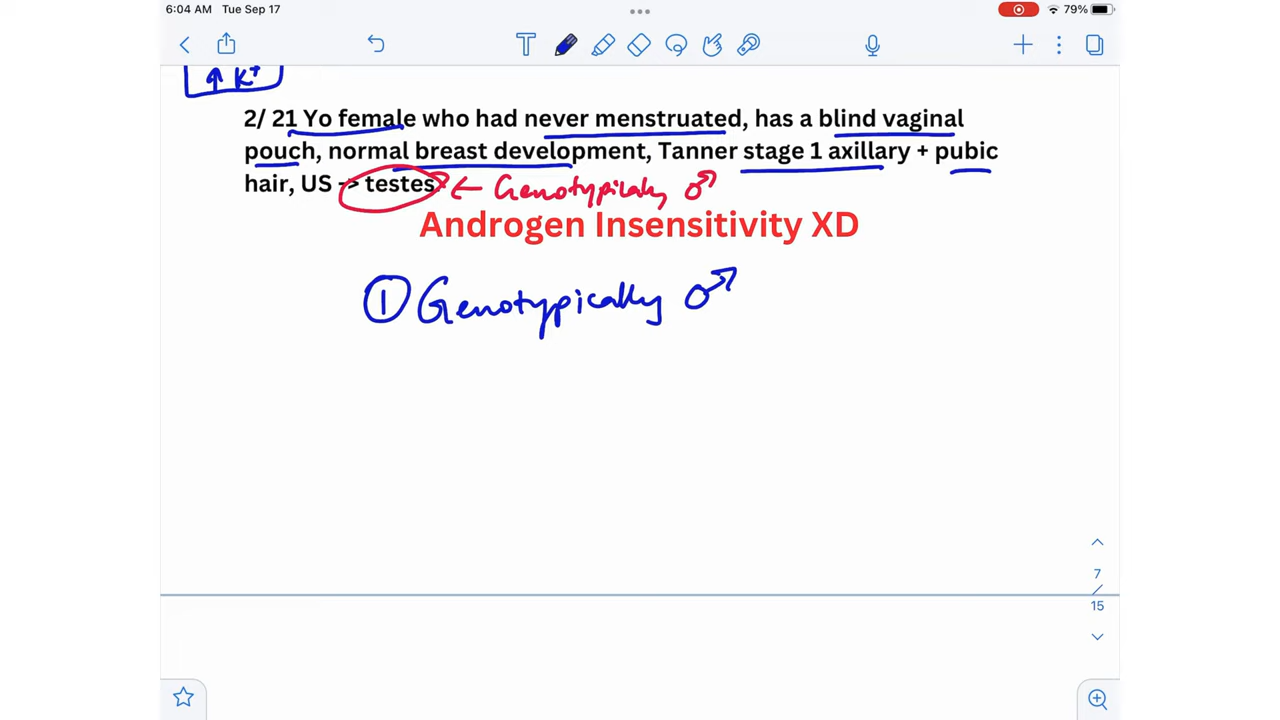 6:04 AM Tue Sep 17
79%
T
↑ K+
2/ 21 Yo female who had never menstruated, has a blind vaginal
pouch, normal breast development, Tanner stage 1 axillary + pubic
hair, US -> testes. ← Genotypically ♂
Androgen Insensitivity XD
① Genotypically ♂
7
/
15